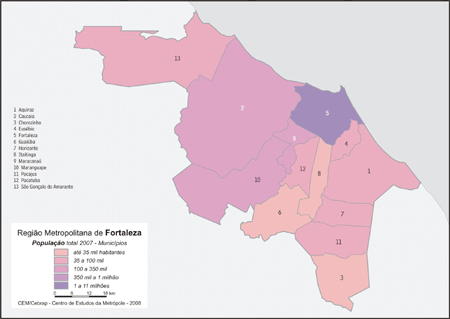 13
2
5
9
4
12
8
1
10
6
7
11
3
1 Aquiraz
2 Caucaia
3 Chorozinho
4 Eusébio
5 Fortaleza
6 Guaiúba
7 Horizonte
8 Itaitinga
9 Maracanaú
10 Maranguape
11 Pacajus
12 Pacatuba
13 São Gonçalo do Amarante
Região Metropolitana de Fortaleza
População total 2007 - Municípios
até 35 mil habitantes
35 a 100 mil
100 a 350 mil
350 mil a 1 milhão
1 a 11 milhões
0 6 12 18 km
CEM/Cebrap - Centro de Estudos da Metrópole - 2008